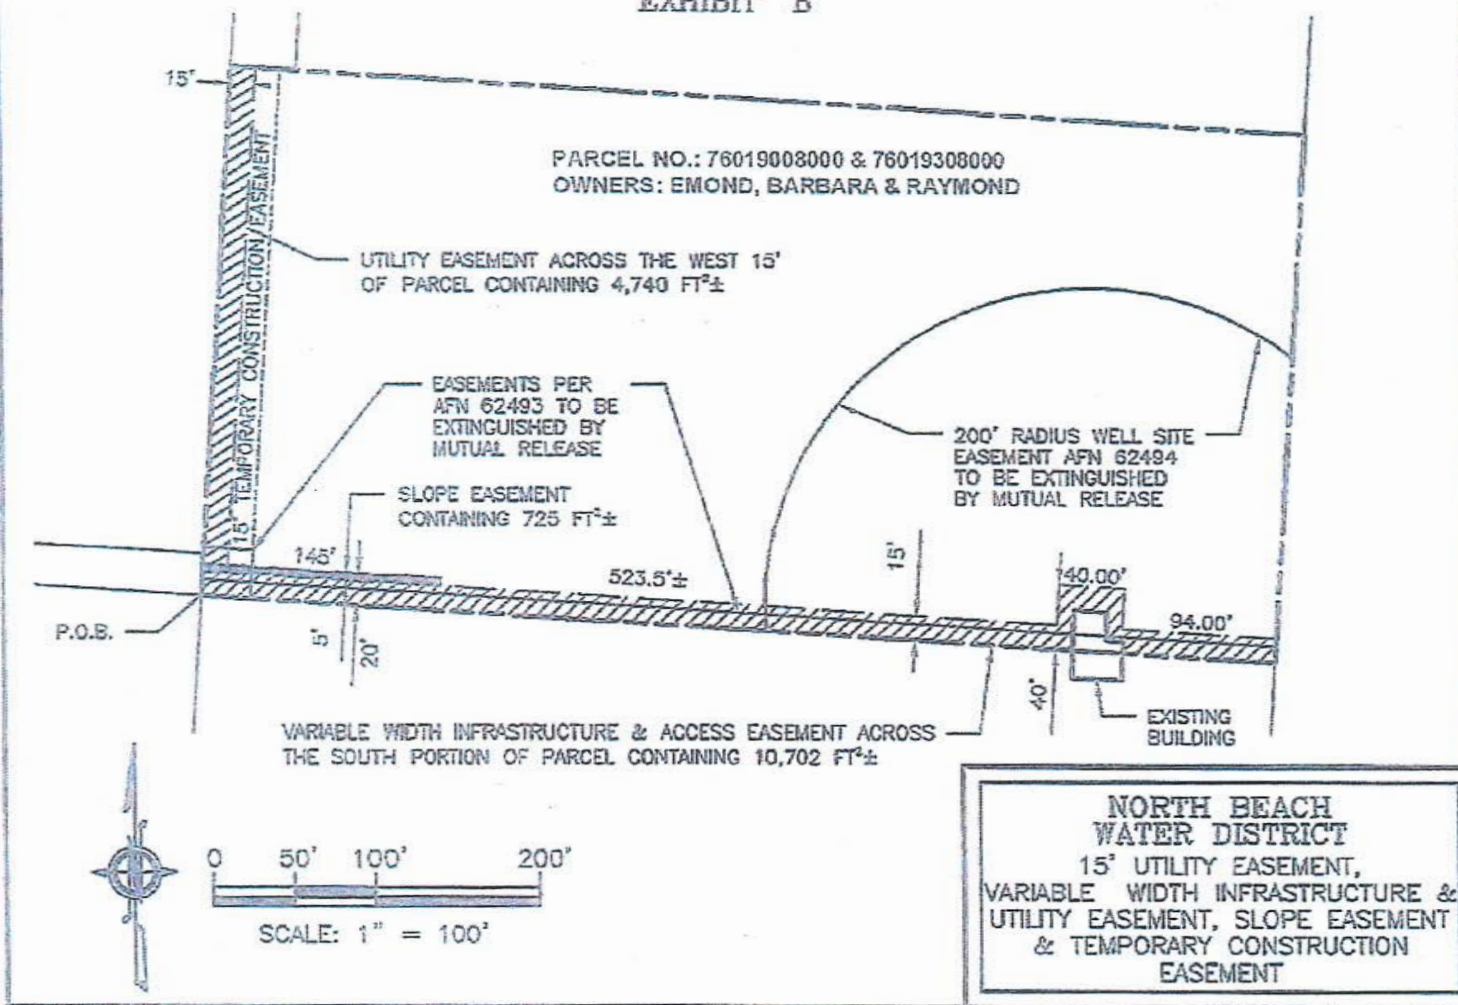 EXHIBIT B
15'
15' TEMPORARY CONSTRUCTION EASEMENT
PARCEL NO.: 76019008000 & 76019308000
OWNERS: EMOND, BARBARA & RAYMOND
UTILITY EASEMENT ACROSS THE WEST 15'
OF PARCEL CONTAINING 4,740 FT²±
EASEMENTS PER
AFN 62493 TO BE
EXTINGUISHED BY
MUTUAL RELEASE
200' RADIUS WELL SITE
EASEMENT AFN 62494
TO BE EXTINGUISHED
BY MUTUAL RELEASE
SLOPE EASEMENT
CONTAINING 725 FT²±
145'
523.5'±
15'
40.00'
94.00'
P.O.B.
5'
20'
40'
EXISTING
BUILDING
VARIABLE WIDTH INFRASTRUCTURE & ACCESS EASEMENT ACROSS
THE SOUTH PORTION OF PARCEL CONTAINING 10,702 FT²±
0 50' 100' 200'
SCALE: 1" = 100'
NORTH BEACH
WATER DISTRICT
15' UTILITY EASEMENT,
VARIABLE WIDTH INFRASTRUCTURE &
UTILITY EASEMENT, SLOPE EASEMENT
& TEMPORARY CONSTRUCTION
EASEMENT